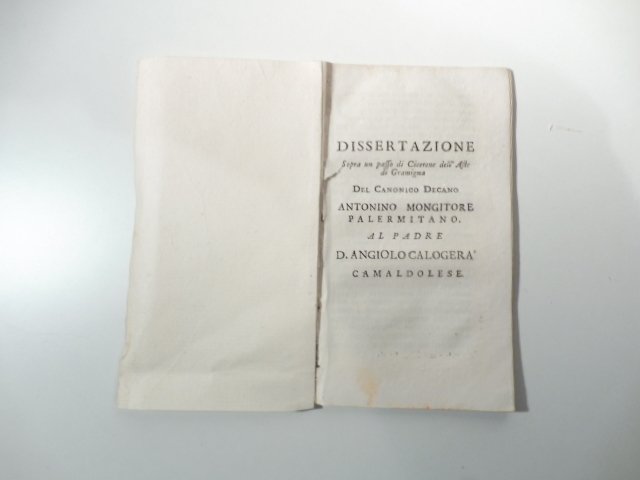 DISSERTAZIONE
Sopra un passo di Cicerone dell' Aste
di Gramigna
DEL CANONICO DECANO
ANTONINO MONGITORE
PALERMITANO.
AL PADRE
D. ANGIOLO CALOGERA'
CAMALDOLESE.